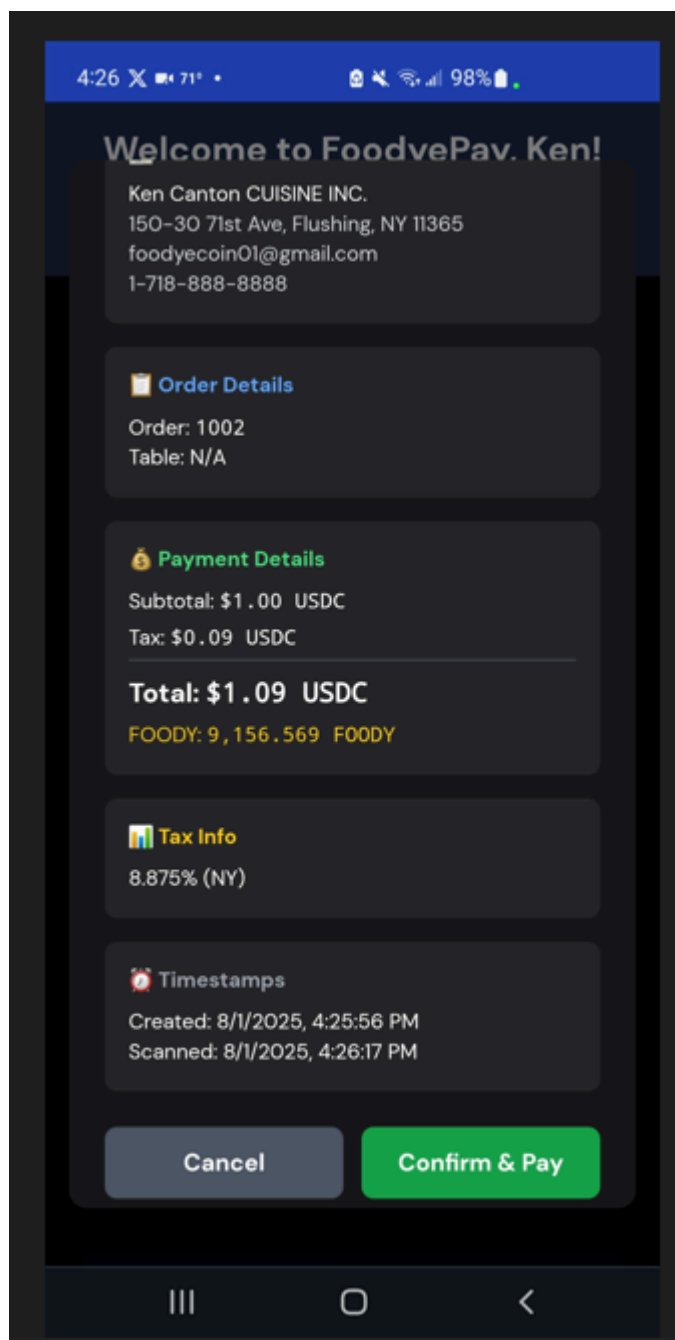 4:26 71°
98%
Welcome to FoodyePay, Ken!
Ken Canton CUISINE INC.
150-30 71st Ave, Flushing, NY 11365
foodyecoin01@gmail.com
1-718-888-8888
Order Details
Order: 1002
Table: N/A
Payment Details
Subtotal: $1.00 USDC
Tax: $0.09 USDC
Total: $1.09 USDC
FOODY: 9,156.569 FOODY
Tax Info
8.875% (NY)
Timestamps
Created: 8/1/2025, 4:25:56 PM
Scanned: 8/1/2025, 4:26:17 PM
Cancel
Confirm & Pay